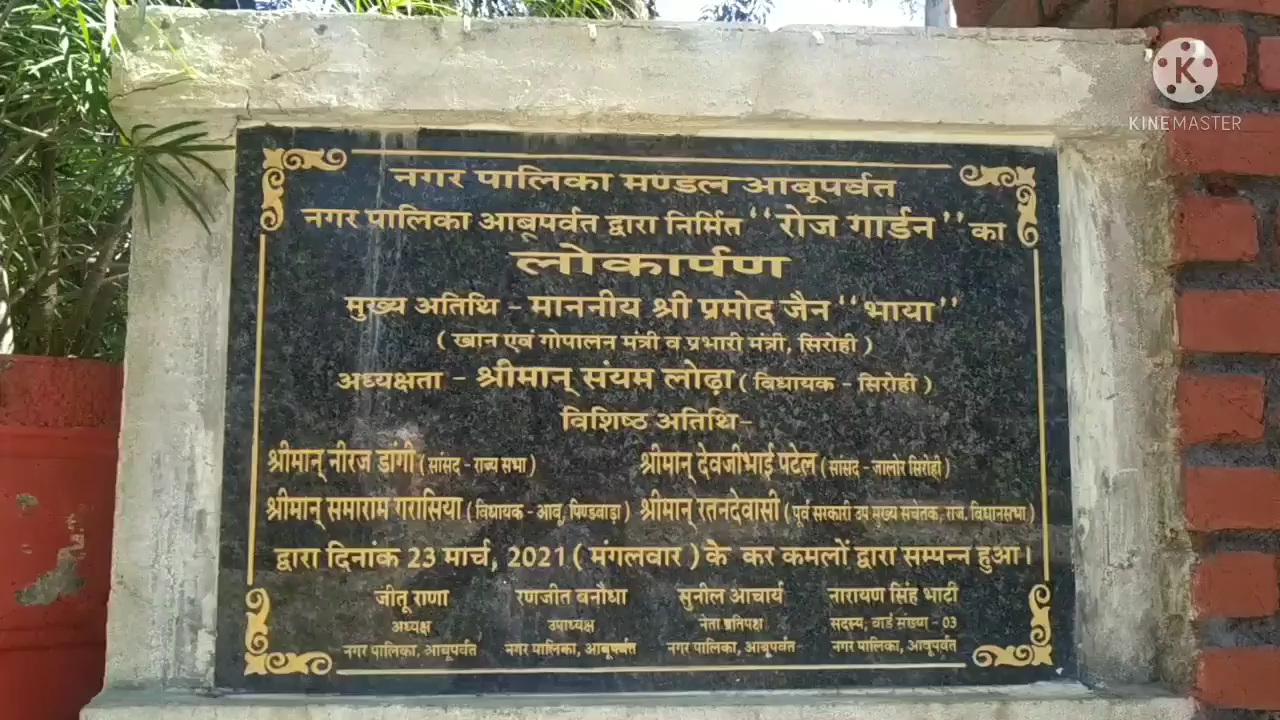 K
KINEMASTER
नगर पालिका मण्डल आबूपर्वत
नगर पालिका आबूपर्वत द्वारा निर्मित ‘‘रोज गार्डन’’ का
लोकार्पण
मुख्य अतिथि - माननीय श्री प्रमोद जैन ‘‘भाया’’
( खान एवं गोपालन मंत्री व प्रभारी मंत्री, सिरोही )
अध्यक्षता - श्रीमान् संयम लोढ़ा ( विधायक - सिरोही )
विशिष्ठ अतिथि-
श्रीमान् नीरज डांगी ( सांसद - राज्य सभा ) श्रीमान् देवजीभाई पटेल ( सांसद - जालोर सिरोही )
श्रीमान् समाराम गरासिया ( विधायक - आबू, पिण्डवाड़ा ) श्रीमान् रतनदेवासी ( पूर्व सरकारी उप मुख्य सचेतक, राज. विधानसभा )
द्वारा दिनांक 23 मार्च, 2021 ( मंगलवार ) के कर कमलों द्वारा सम्पन्न हुआ।
जीतू राणा रणजीत बनौधा सुनील आचार्य नारायण सिंह भाटी
अध्यक्ष उपाध्यक्ष नेता प्रतिपक्ष सदस्य, वार्ड संख्या - 03
नगर पालिका, आबूपर्वत नगर पालिका, आबूपर्वत नगर पालिका, आबूपर्वत नगर पालिका, आबूपर्वत